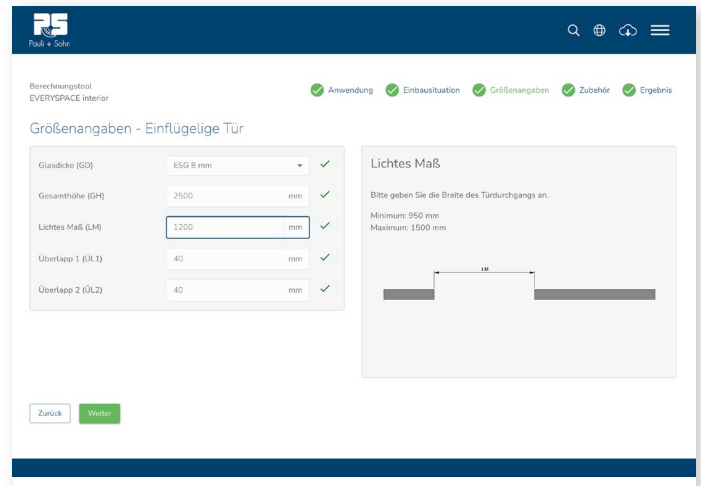 PS
Pauli + Sohn
Berechnungstool
EVERYSPACE interior
Anwendung
Einbausituation
Größenangaben
Zubehör
Ergebnis
Größenangaben - Einflügelige Tür
Glasdicke (GD)
ESG 8 mm
Gesamthöhe (GH)
2500 mm
Lichtes Maß (LM)
1200 mm
Überlapp 1 (ÜL1)
40 mm
Überlapp 2 (ÜL2)
40 mm
Lichtes Maß
Bitte geben Sie die Breite des Türdurchgangs an.
Minimum: 950 mm
Maximum: 1500 mm
LM
Zurück
Weiter